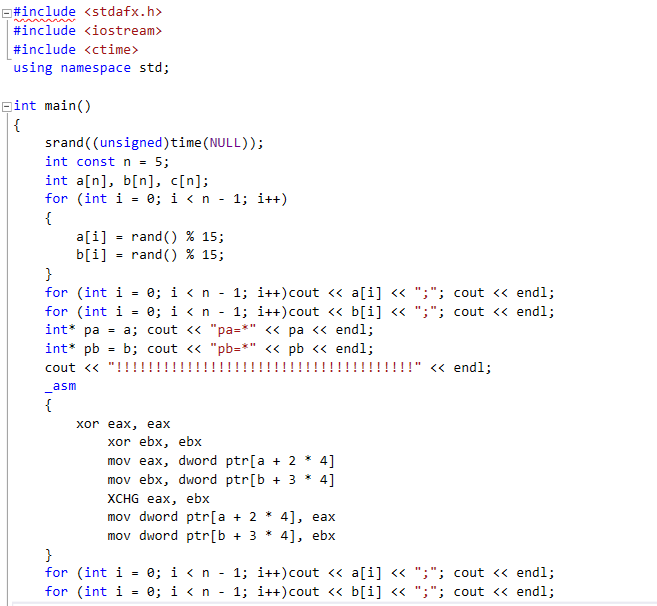 #include <stdafx.h>
#include <iostream>
#include <ctime>
using namespace std;
int main()
{
srand((unsigned)time(NULL));
int const n = 5;
int a[n], b[n], c[n];
for (int i = 0; i < n - 1; i++)
{
a[i] = rand() % 15;
b[i] = rand() % 15;
}
for (int i = 0; i < n - 1; i++)cout << a[i] << ";"; cout << endl;
for (int i = 0; i < n - 1; i++)cout << b[i] << ";"; cout << endl;
int* pa = a; cout << "pa=*" << pa << endl;
int* pb = b; cout << "pb=*" << pb << endl;
cout << "!!!!!!!!!!!!!!!!!!!!!!!!!!!!!!!!!!!!!!" << endl;
_asm
{
xor eax, eax
xor ebx, ebx
mov eax, dword ptr[a + 2 * 4]
mov ebx, dword ptr[b + 3 * 4]
XCHG eax, ebx
mov dword ptr[a + 2 * 4], eax
mov dword ptr[b + 3 * 4], ebx
}
for (int i = 0; i < n - 1; i++)cout << a[i] << ";"; cout << endl;
for (int i = 0; i < n - 1; i++)cout << b[i] << ";"; cout << endl;